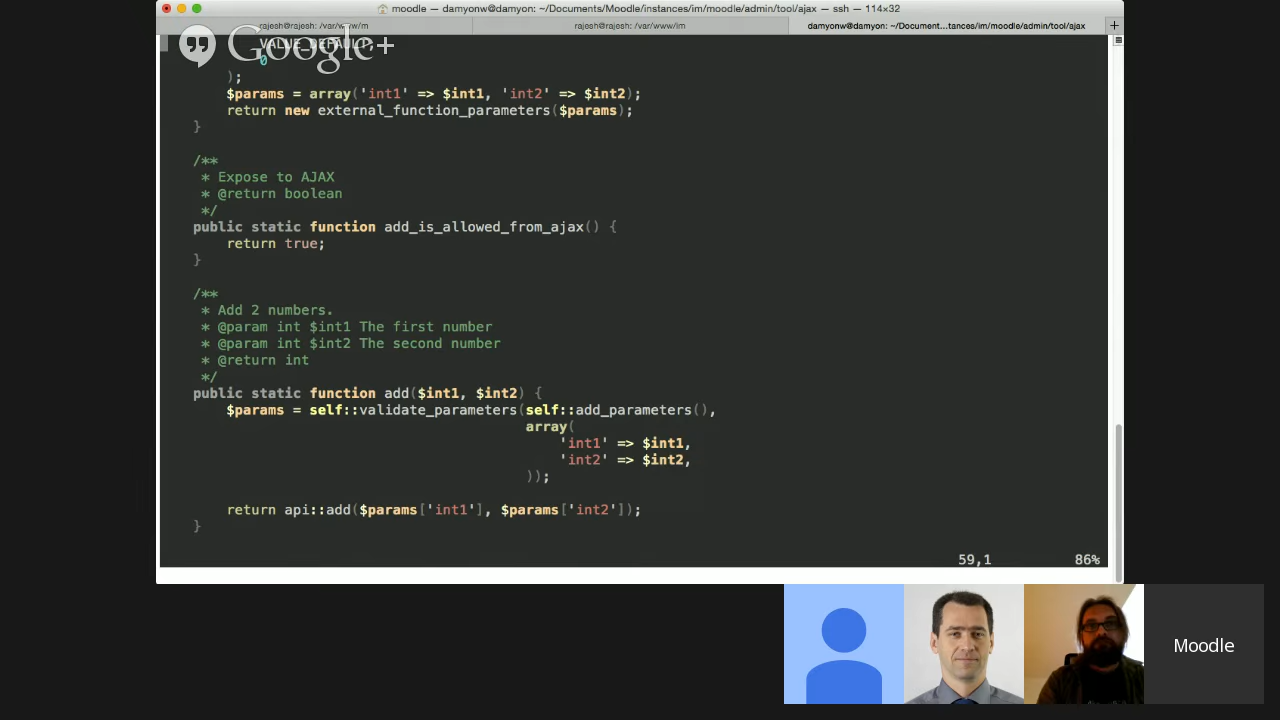 moodle — damyonw@damyon: ~/Documents/Moodle/instances/im/moodle/admin/tool/ajax — ssh — 114x32
rajesh@rajesh: /var/www/m
rajesh@rajesh: /var/www/im
damyonw@damyon: ~/Document...tances/im/moodle/admin/tool/ajax
+
Google+
VALUE_DEFAULT,
0
);
$params = array('int1' => $int1, 'int2' => $int2);
return new external_function_parameters($params);
}
/**
* Expose to AJAX
* @return boolean
*/
public static function add_is_allowed_from_ajax() {
return true;
}
/**
* Add 2 numbers.
* @param int $int1 The first number
* @param int $int2 The second number
* @return int
*/
public static function add($int1, $int2) {
$params = self::validate_parameters(self::add_parameters(),
array(
'int1' => $int1,
'int2' => $int2,
));
return api::add($params['int1'], $params['int2']);
}
59,1 86%
Moodle